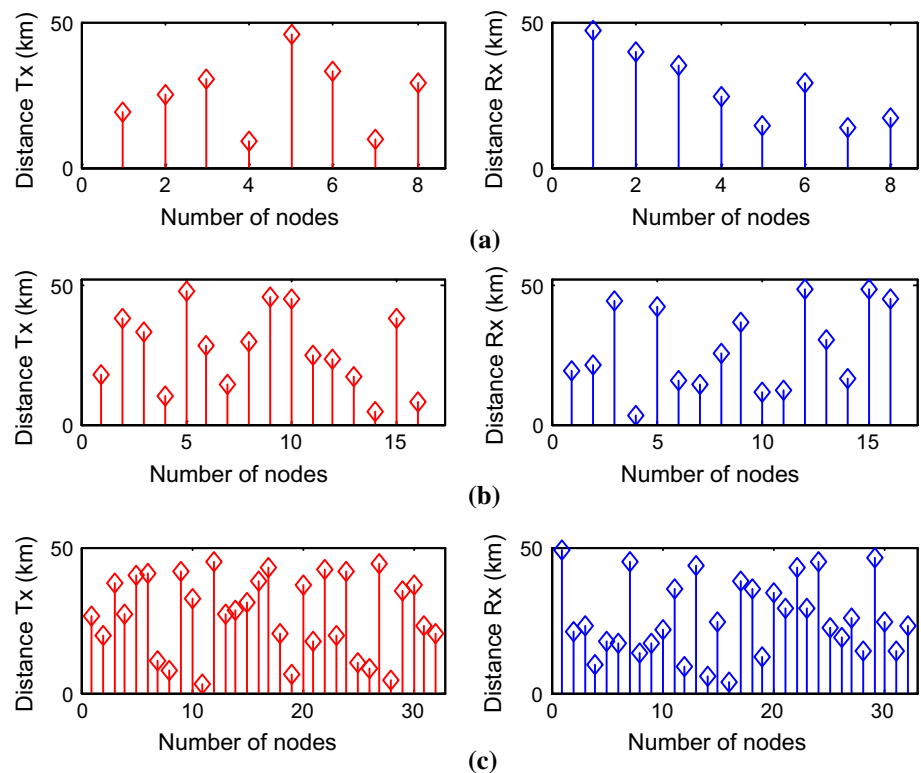 Distance Tx (km)
50
0
0 2 4 6 8
Number of nodes
Distance Rx (km)
50
0
0 2 4 6 8
Number of nodes
(a)
Distance Tx (km)
50
0
0 5 10 15
Number of nodes
Distance Rx (km)
50
0
0 5 10 15
Number of nodes
(b)
Distance Tx (km)
50
0
0 10 20 30
Number of nodes
Distance Rx (km)
50
0
0 10 20 30
Number of nodes
(c)